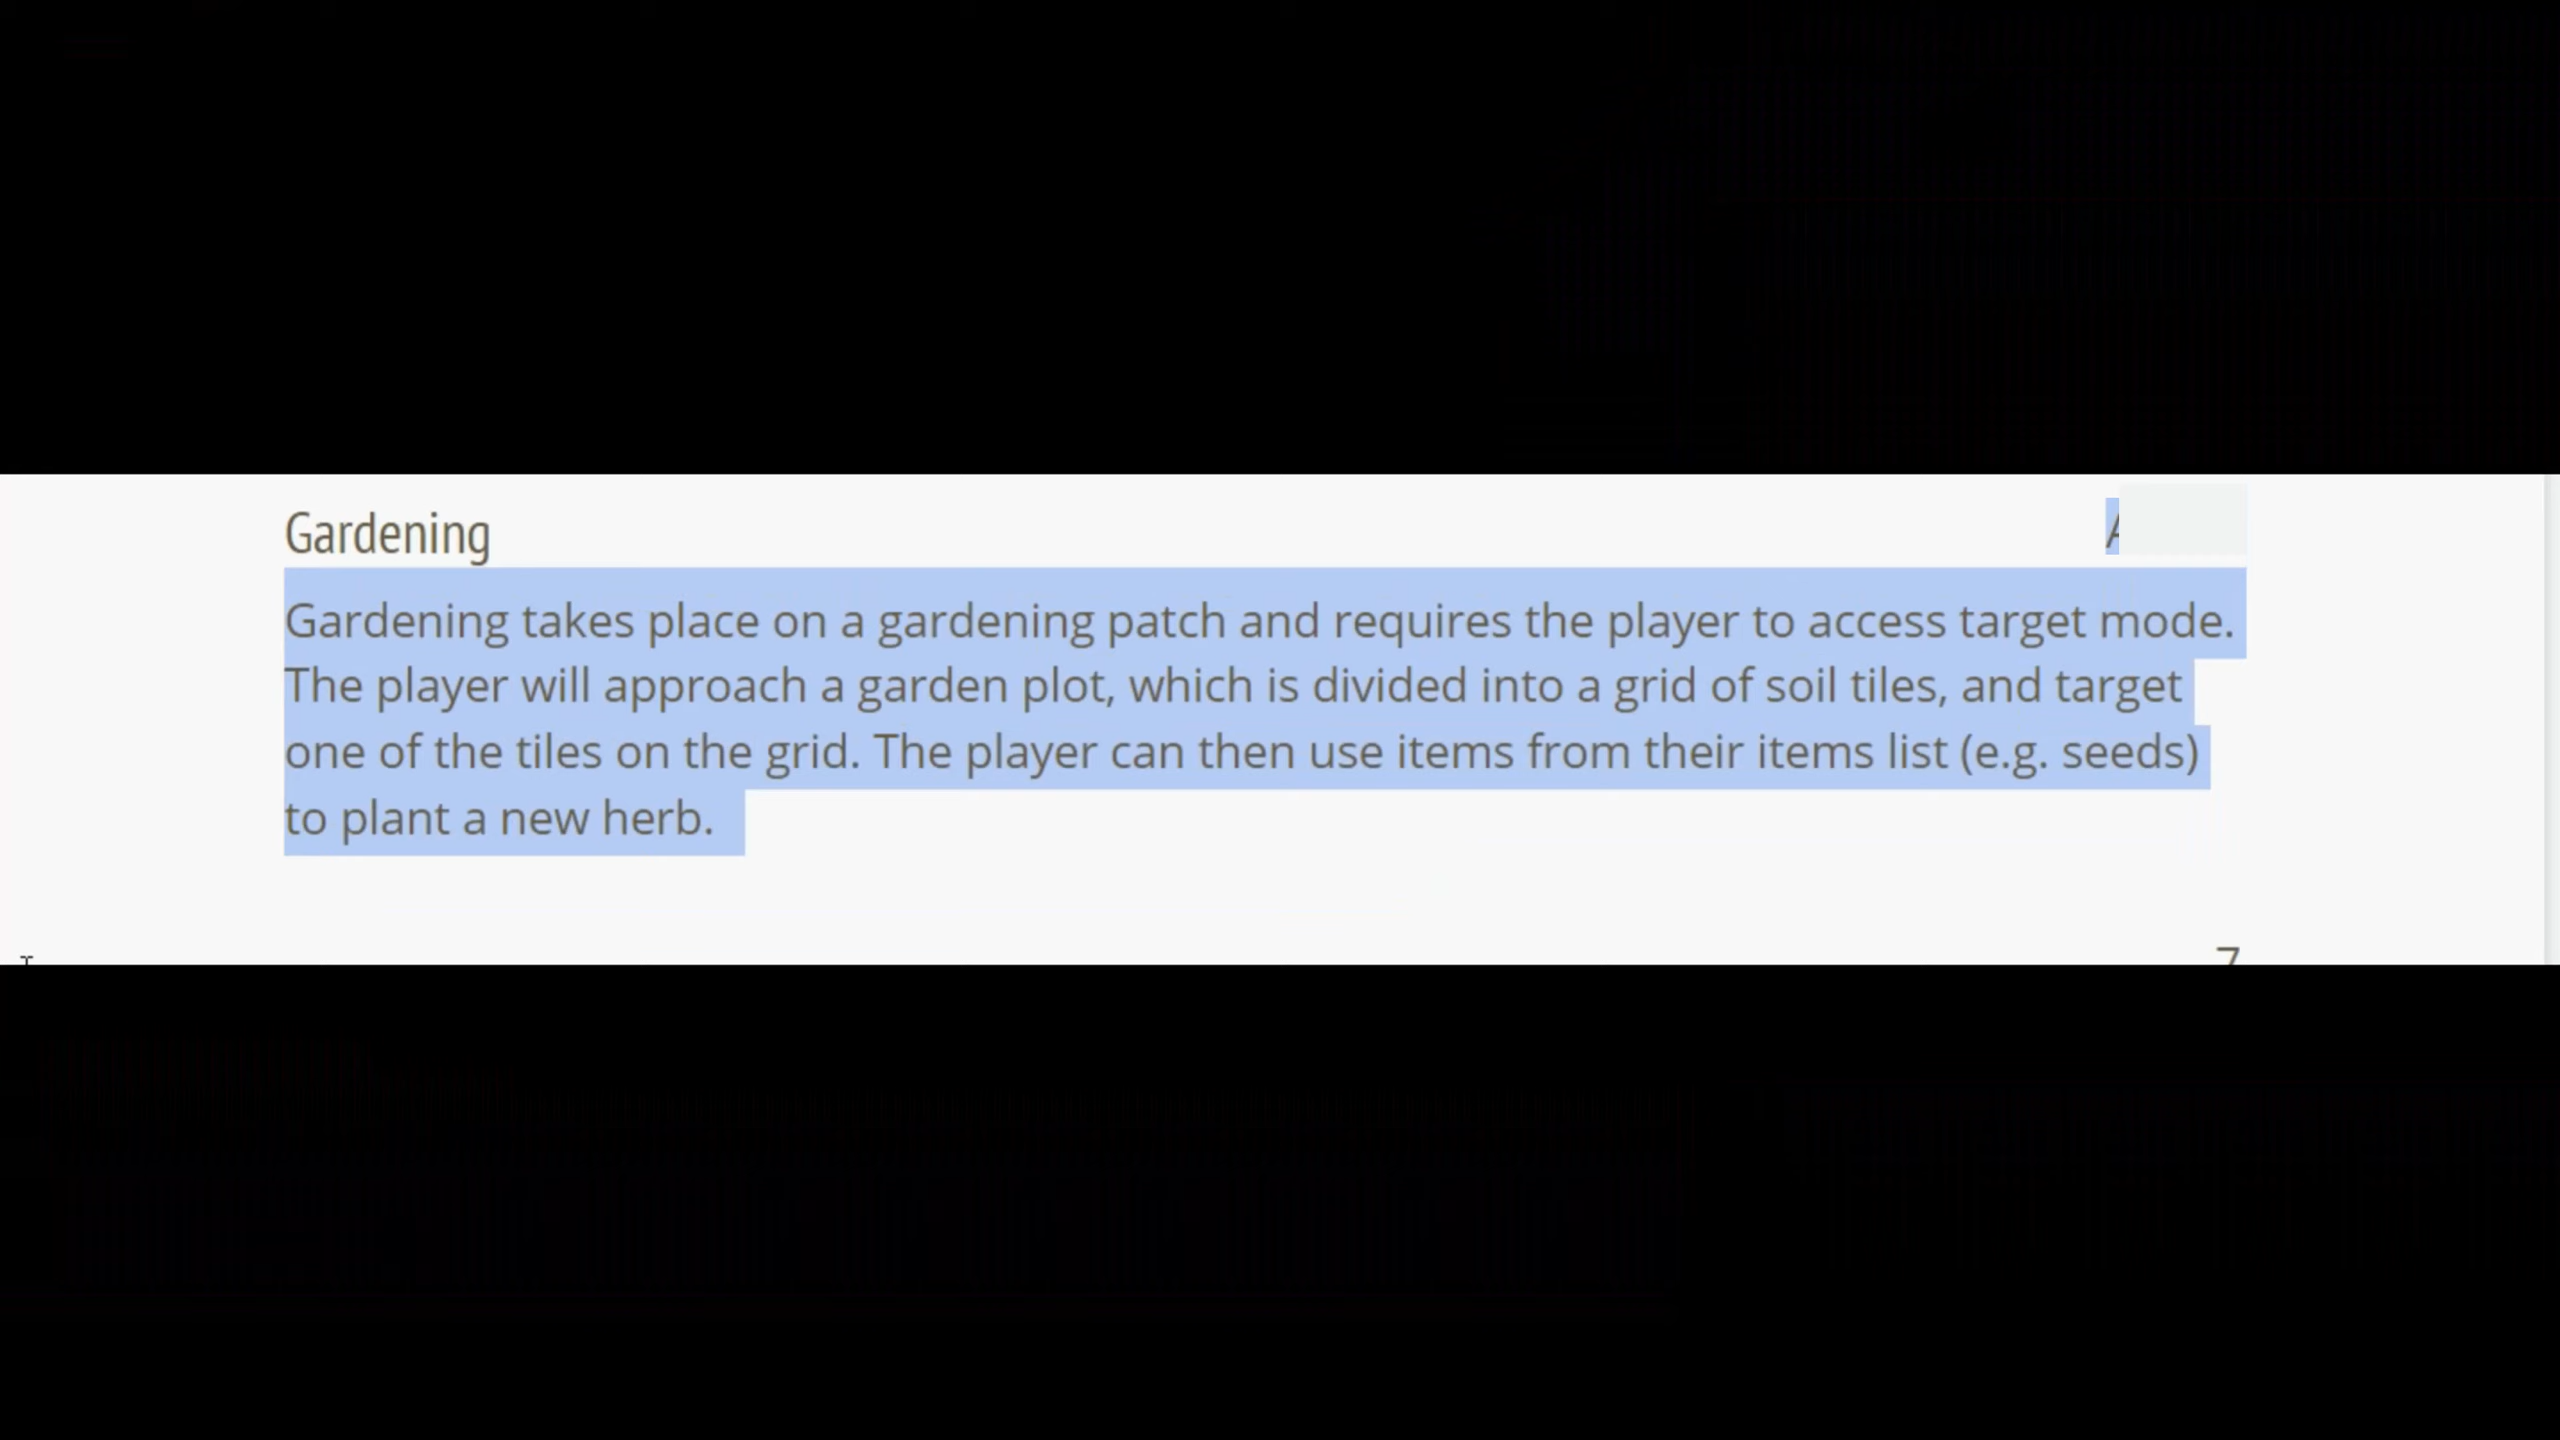 Gardening
Gardening takes place on a gardening patch and requires the player to access target mode.
The player will approach a garden plot, which is divided into a grid of soil tiles, and target
one of the tiles on the grid. The player can then use items from their items list (e.g. seeds)
to plant a new herb.
7